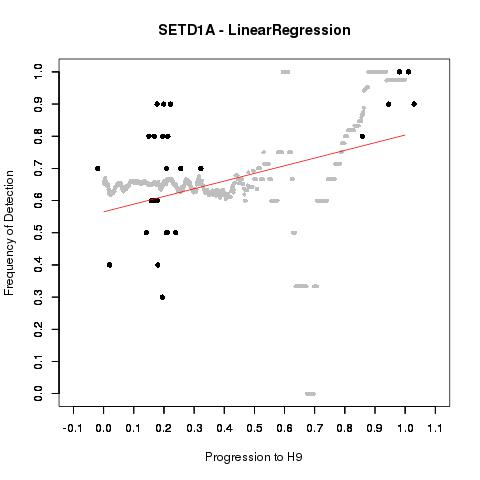 SETD1A - LinearRegression
Frequency of Detection
1.0
0.9
0.8
0.7
0.6
0.5
0.4
0.3
0.2
0.1
0.0
-0.1 0.0 0.1 0.2 0.3 0.4 0.5 0.6 0.7 0.8 0.9 1.0 1.1
Progression to H9